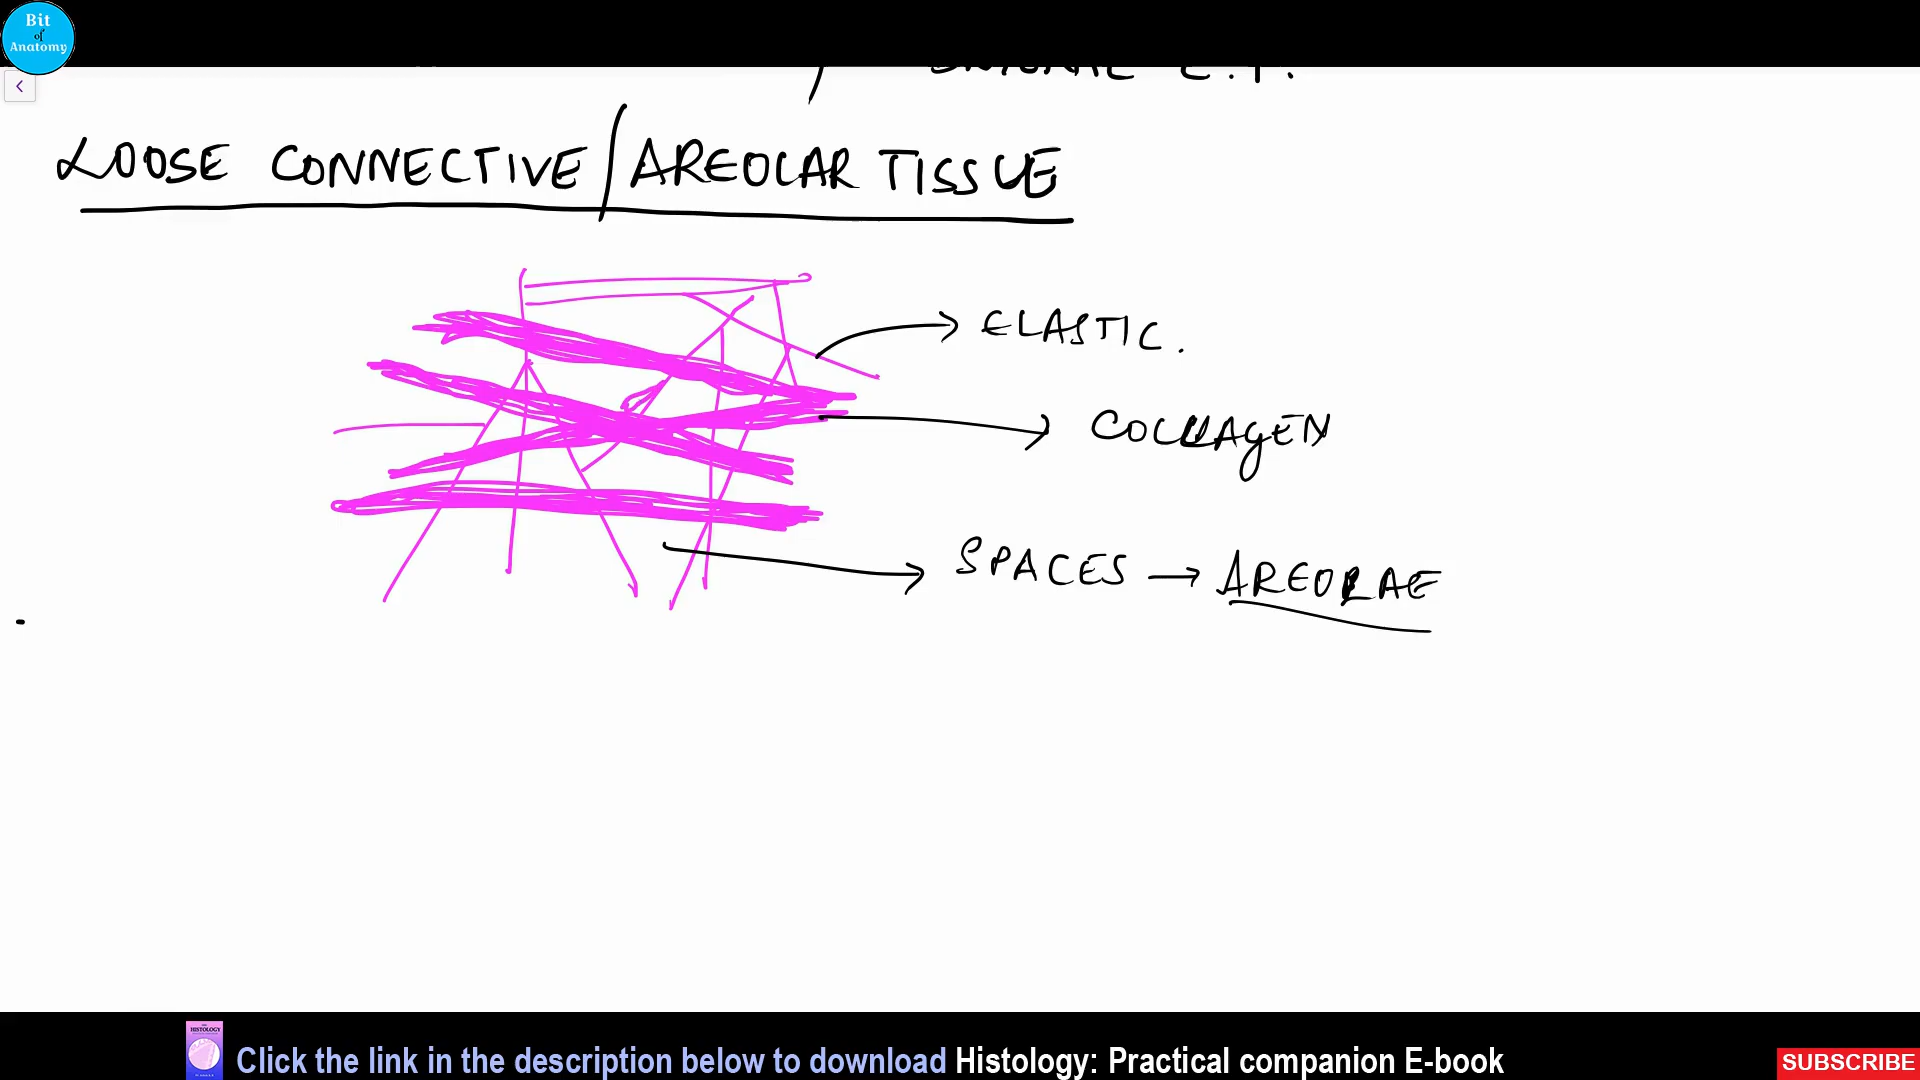 Bit
of
Anatomy
LOOSE CONNECTIVE/AREOLAR TISSUE
ELASTIC.
COLLAGEN
SPACES → AREOLAE
HISTOLOGY
Click the link in the description below to download Histology: Practical companion E-book
SUBSCRIBE